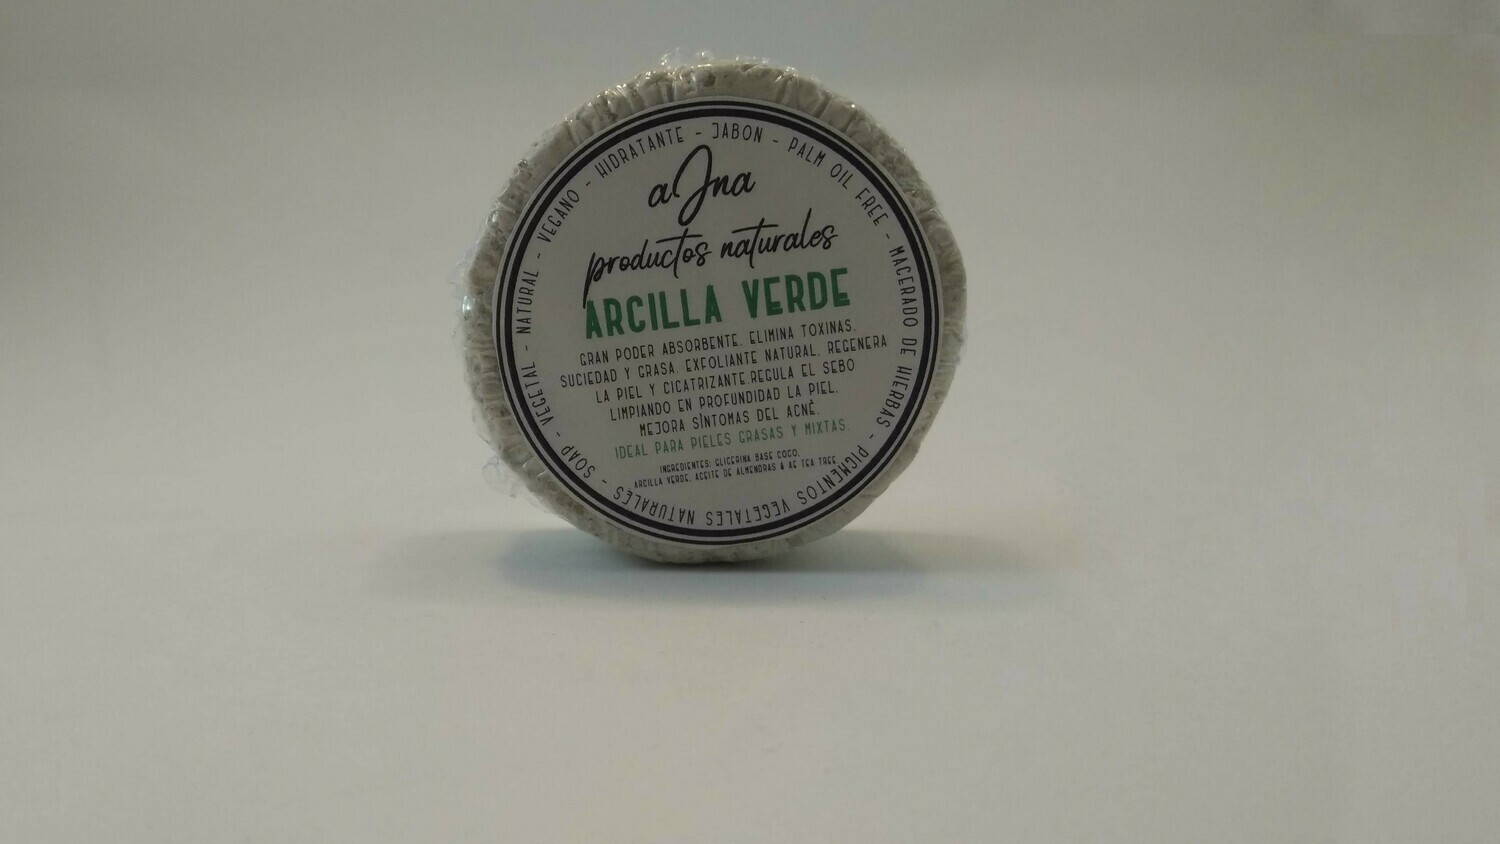 SOAP - VEGETAL - NATURAL - VEGANO - HIDRATANTE - JABON - PALM OIL FREE - MACERADO DE HIERBAS - PIGMENTOS VEGETALES NATURALES -
aJna
productos naturales
ARCILLA VERDE
GRAN PODER ABSORBENTE. ELIMINA TOXINAS,
SUCIEDAD Y GRASA. EXFOLIANTE NATURAL. REGENERA
LA PIEL Y CICATRIZANTE.REGULA EL SEBO
LIMPIANDO EN PROFUNDIDAD LA PIEL.
MEJORA SÌNTOMAS DEL ACNÈ.
IDEAL PARA PIELES GRASAS Y MIXTAS.
INGREDIENTES: GLICERINA BASE COCO,
ARCILLA VERDE, ACEITE DE ALMENDRAS & AE TEA TREE